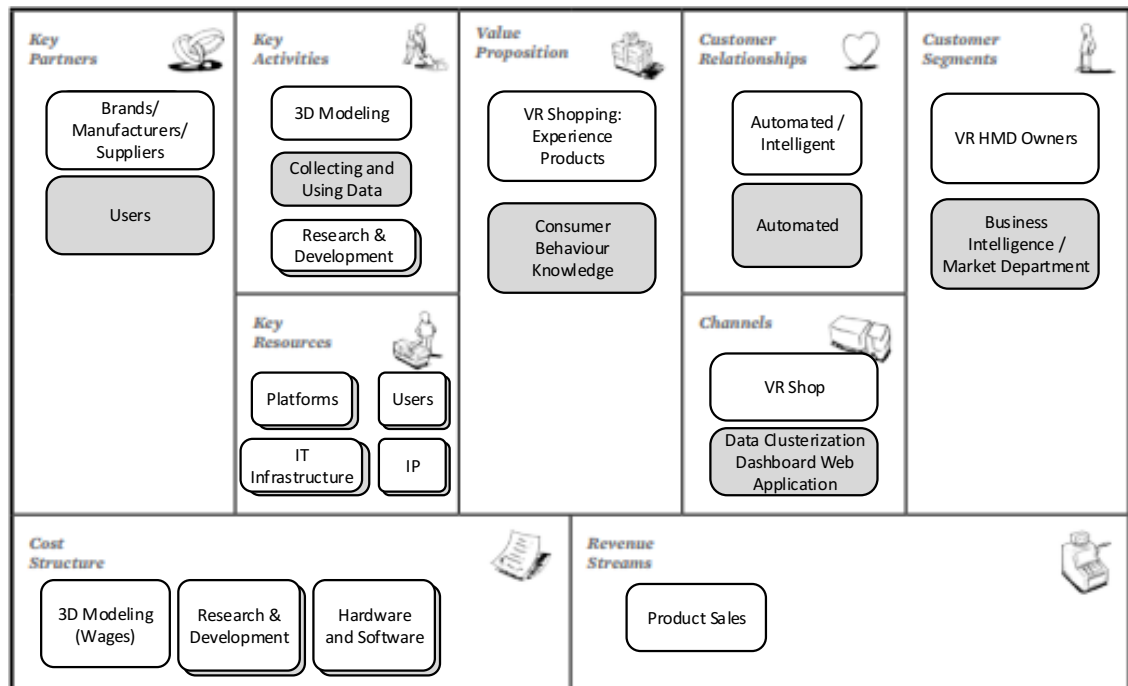 Key
Partners
Brands/
Manufacturers/
Suppliers
Users
Key
Activities
3D Modeling
Collecting and
Using Data
Research &
Development
Key
Resources
Platforms
Users
IT
Infrastructure
IP
Value
Proposition
VR Shopping:
Experience
Products
Consumer
Behaviour
Knowledge
Customer
Relationships
Automated /
Intelligent
Automated
Channels
VR Shop
Data Clusterization
Dashboard Web
Application
Customer
Segments
VR HMD Owners
Business
Intelligence /
Market Department
Cost
Structure
3D Modeling
(Wages)
Research &
Development
Hardware
and Software
Revenue
Streams
Product Sales